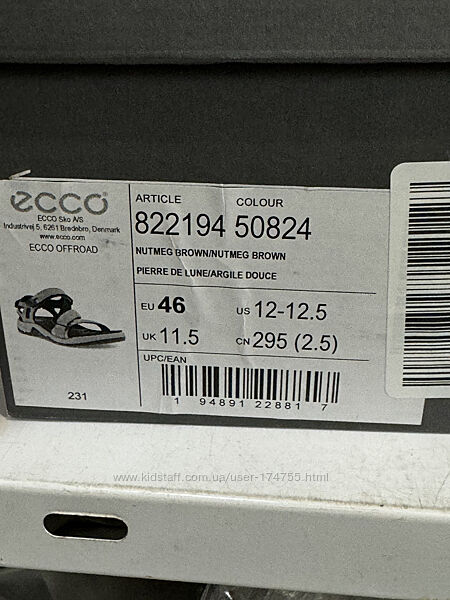 ecco
ECCO Sko A/S
Industrivej 5, 6261 Bredebro, Denmark
www.ecco.com
ECCO OFFROAD
ARTICLE COLOUR
822194 50824
NUTMEG BROWN/NUTMEG BROWN
PIERRE DE LUNE/ARGILE DOUCE
EU 46 US 12-12.5
UK 11.5 CN 295 (2.5)
UPC/EAN
1 94891 22881 7
231
www.kidstaff.com.ua/user-174755.html